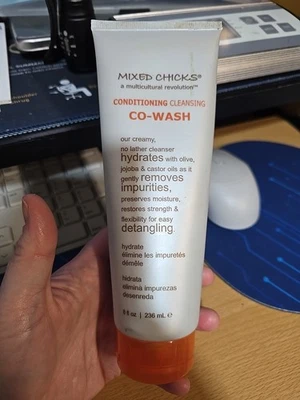 MIXED CHICKS®
a multicultural revolution™
CONDITIONING CLEANSING
CO-WASH
our creamy,
no lather cleanser
hydrates with olive,
jojoba & castor oils as it
gently removes
impurities,
preserves moisture,
restores strength &
flexibility for easy
detangling.
hydrate
élimine les impuretés
démêle
hidrata
elimina impurezas
desenreda
8 fl oz. | 236 mL ℮